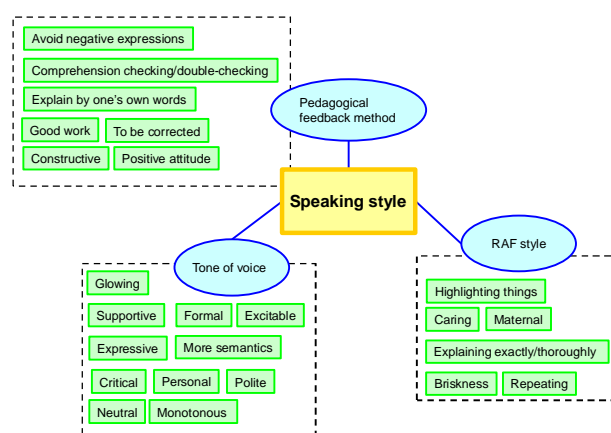 Avoid negative expressions
Comprehension checking/double-checking
Explain by one's own words
Good work
To be corrected
Constructive
Positive attitude
Pedagogical
feedback method
Speaking style
Tone of voice
Glowing
Supportive
Formal
Excitable
Expressive
More semantics
Critical
Personal
Polite
Neutral
Monotonous
RAF style
Highlighting things
Caring
Maternal
Explaining exactly/thoroughly
Briskness
Repeating